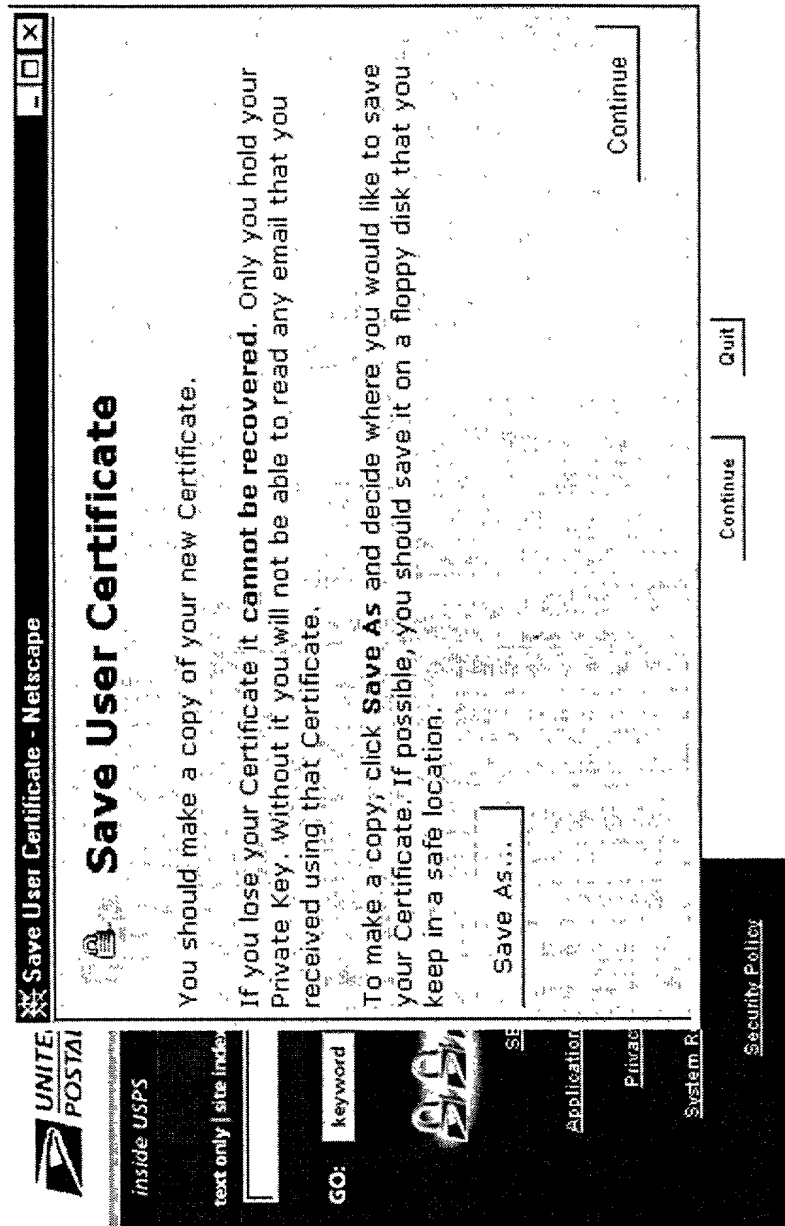 Save User Certificate - Netscape
Save User Certificate
You should make a copy of your new Certificate.
If you lose your Certificate it cannot be recovered. Only you hold your
Private Key. Without it you will not be able to read any email that you
received using that Certificate.
To make a copy, click Save As and decide where you would like to save
your Certificate. If possible, you should save it on a floppy disk that you
keep in a safe location.
Save As...
Continue
UNITE
POSTAL
inside USPS
text only | site index
GO: keyword
SE
Application
Privac
System R
Security Policy
Continue
Quit